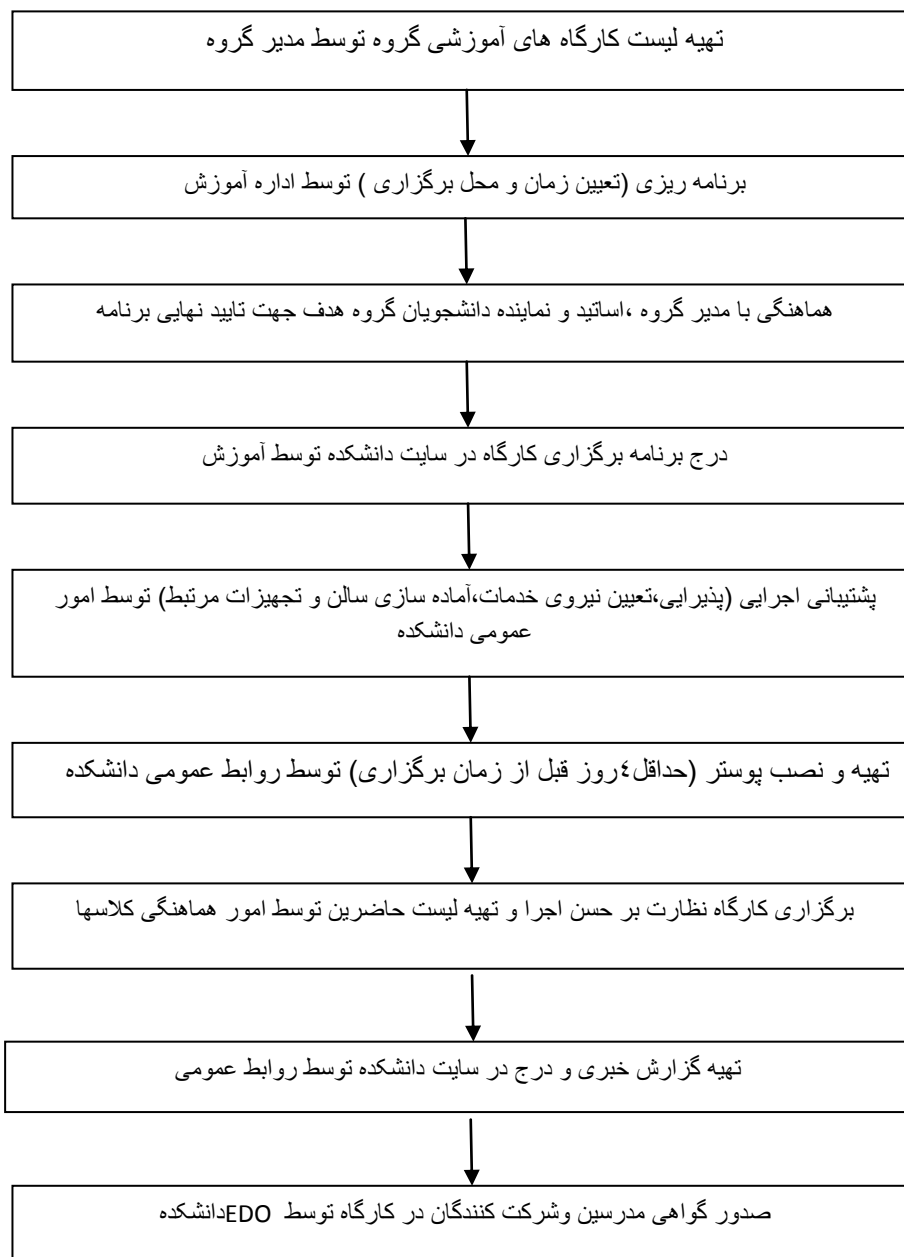 تهیه لیست کارگاه های آموزشی گروه توسط مدیر گروه
برنامه ریزی (تعیین زمان و محل برگزاری ) توسط اداره آموزش
هماهنگی با مدیر گروه ،اساتید و نماینده دانشجویان گروه هدف جهت تایید نهایی برنامه
درج برنامه برگزاری کارگاه در سایت دانشکده توسط آموزش
پشتیبانی اجرایی (پذیرایی،تعیین نیروی خدمات،آماده سازی سالن و تجهیزات مرتبط) توسط امور
عمومی دانشکده
تهیه و نصب پوستر (حداقل٤روز قبل از زمان برگزاری) توسط روابط عمومی دانشکده
برگزاری کارگاه نظارت بر حسن اجرا و تهیه لیست حاضرین توسط امور هماهنگی کلاسها
تهیه گزارش خبری و درج در سایت دانشکده توسط روابط عمومی
صدور گواهی مدرسین وشرکت کنندگان در کارگاه توسط EDOدانشکده